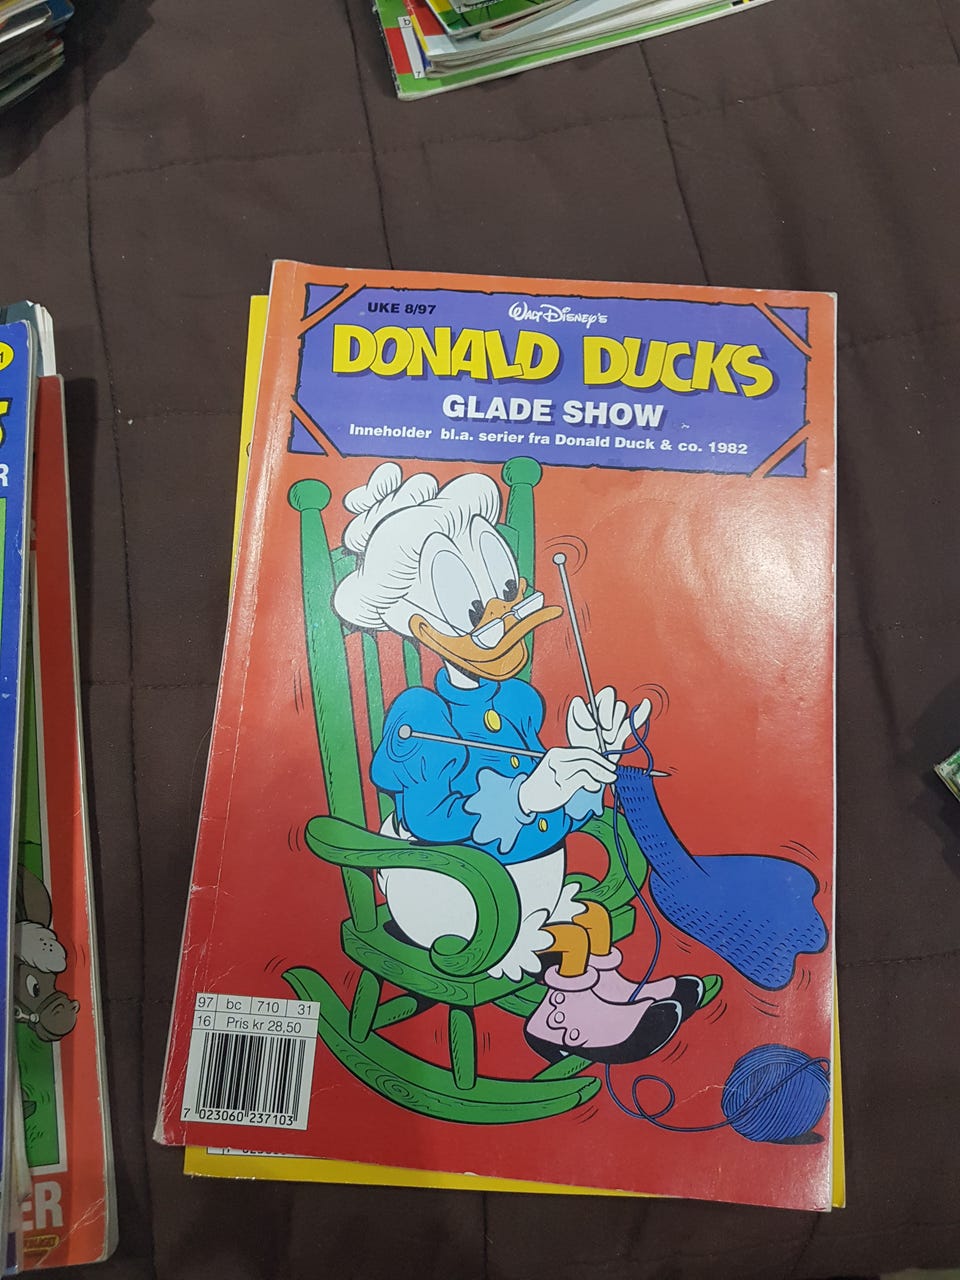 UKE 8/97
WALT DISNEY'S
DONALD DUCKS
GLADE SHOW
Inneholder bl.a. serier fra Donald Duck & co. 1982
97 bc 710 31
16 Pris kr 28,50
7 023060 237103
R
ER